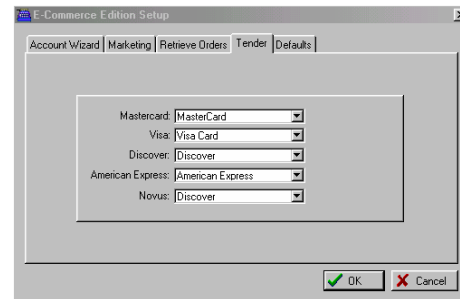 E-Commerce Edition Setup
Account Wizard Marketing Retrieve Orders Tender Defaults
Mastercard: MasterCard
Visa: Visa Card
Discover: Discover
American Express: American Express
Novus: Discover
OK Cancel